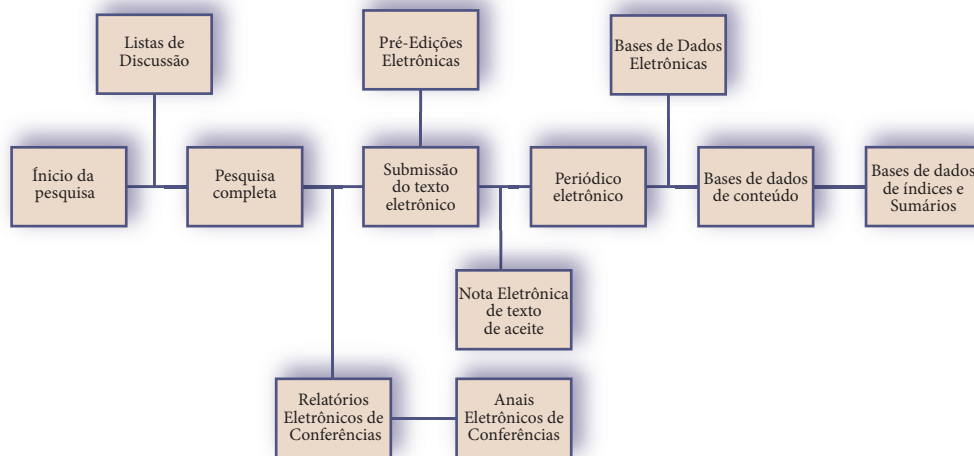 Listas de
Discussão
Pré-Edições
Eletrônicas
Bases de Dados
Eletrônicas
Ínicio da
pesquisa
Pesquisa
completa
Submissão
do texto
eletrônico
Periódico
eletrônico
Bases de dados
de conteúdo
Bases de dados
de índices e
Sumários
Nota Eletrônica
de texto
de aceite
Relatórios
Eletrônicos de
Conferências
Anais
Eletrônicos de
Conferências